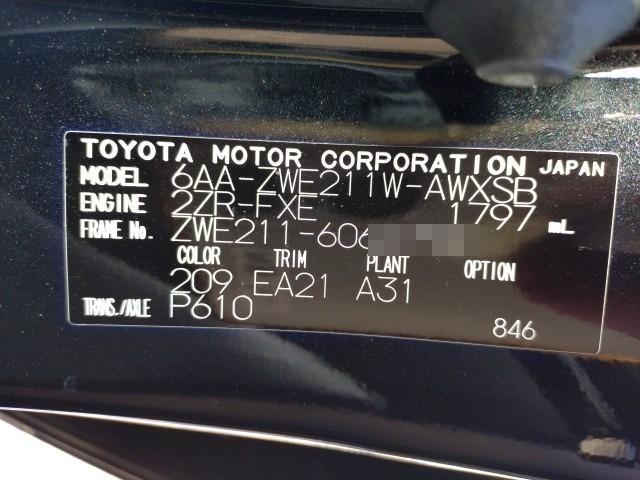 TOYOTA MOTOR CORPORATION JAPAN
MODEL 6AA-ZWE211W-AWXSB
ENGINE 2ZR-FXE 1797 mL
FRAME No. ZWE211-606
COLOR TRIM PLANT OPTION
209 EA21 A31
TRANS./AXLE P610
846